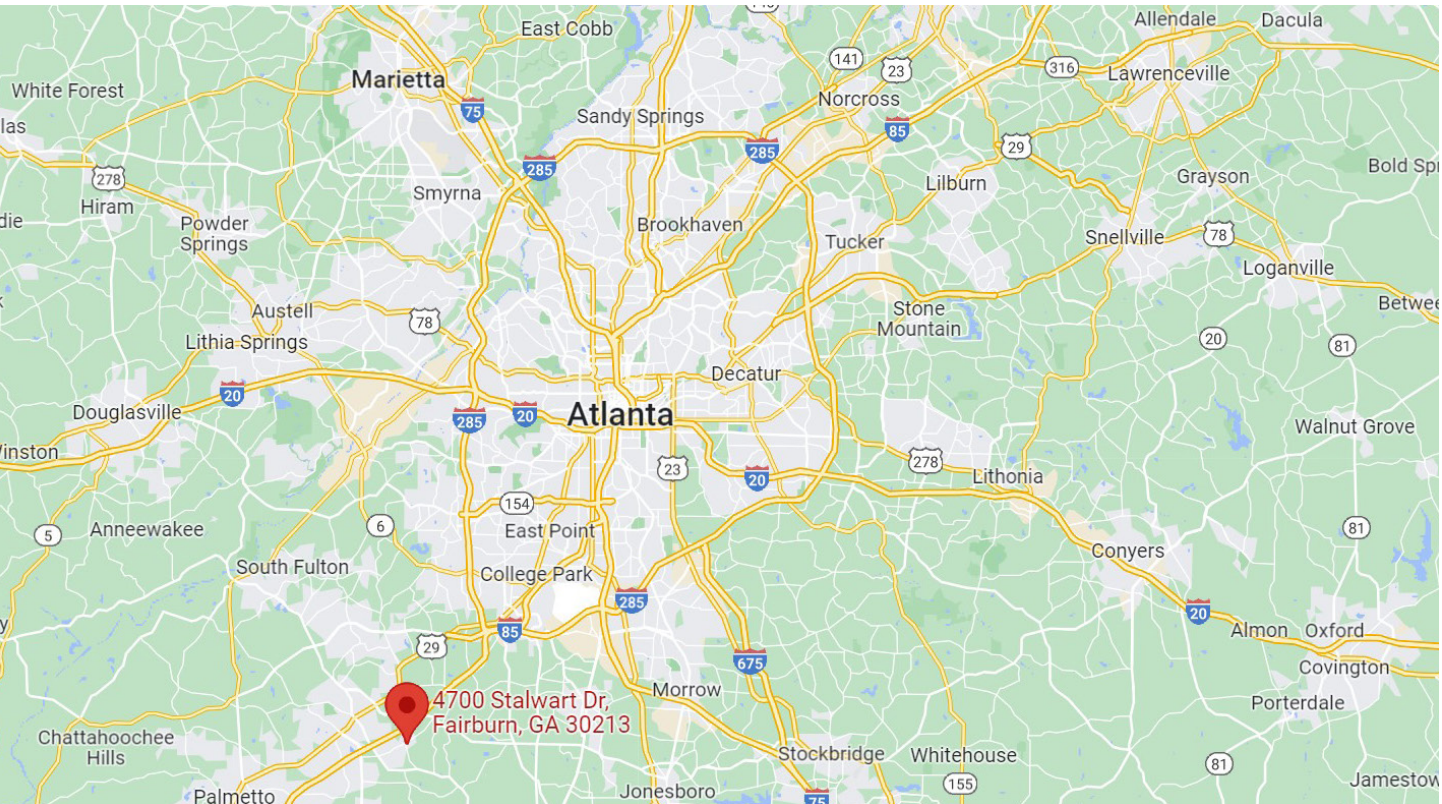 East Cobb
Allendale
Dacula
141
23
316
Lawrenceville
Marietta
White Forest
75
Norcross
Sandy Springs
85
las
285
285
29
278
Bold Spr
Hiram
Smyrna
Lilburn
Grayson
die
Powder
Springs
Brookhaven
Tucker
Snellville
78
Loganville
Austell
78
Stone
Mountain
Betwee
Lithia Springs
20
81
Decatur
20
Douglasville
285
20
Atlanta
Walnut Grove
Winston
23
278
20
Lithonia
154
5
Anneewakee
6
East Point
81
Conyers
South Fulton
College Park
285
20
85
29
Almon
Oxford
Covington
675
Morrow
Porterdale
4700 Stalwart Dr,
Fairburn, GA 30213
Chattahoochee
Hills
Stockbridge
Whitehouse
81
155
Jamestow
Palmetto
Jonesboro
75